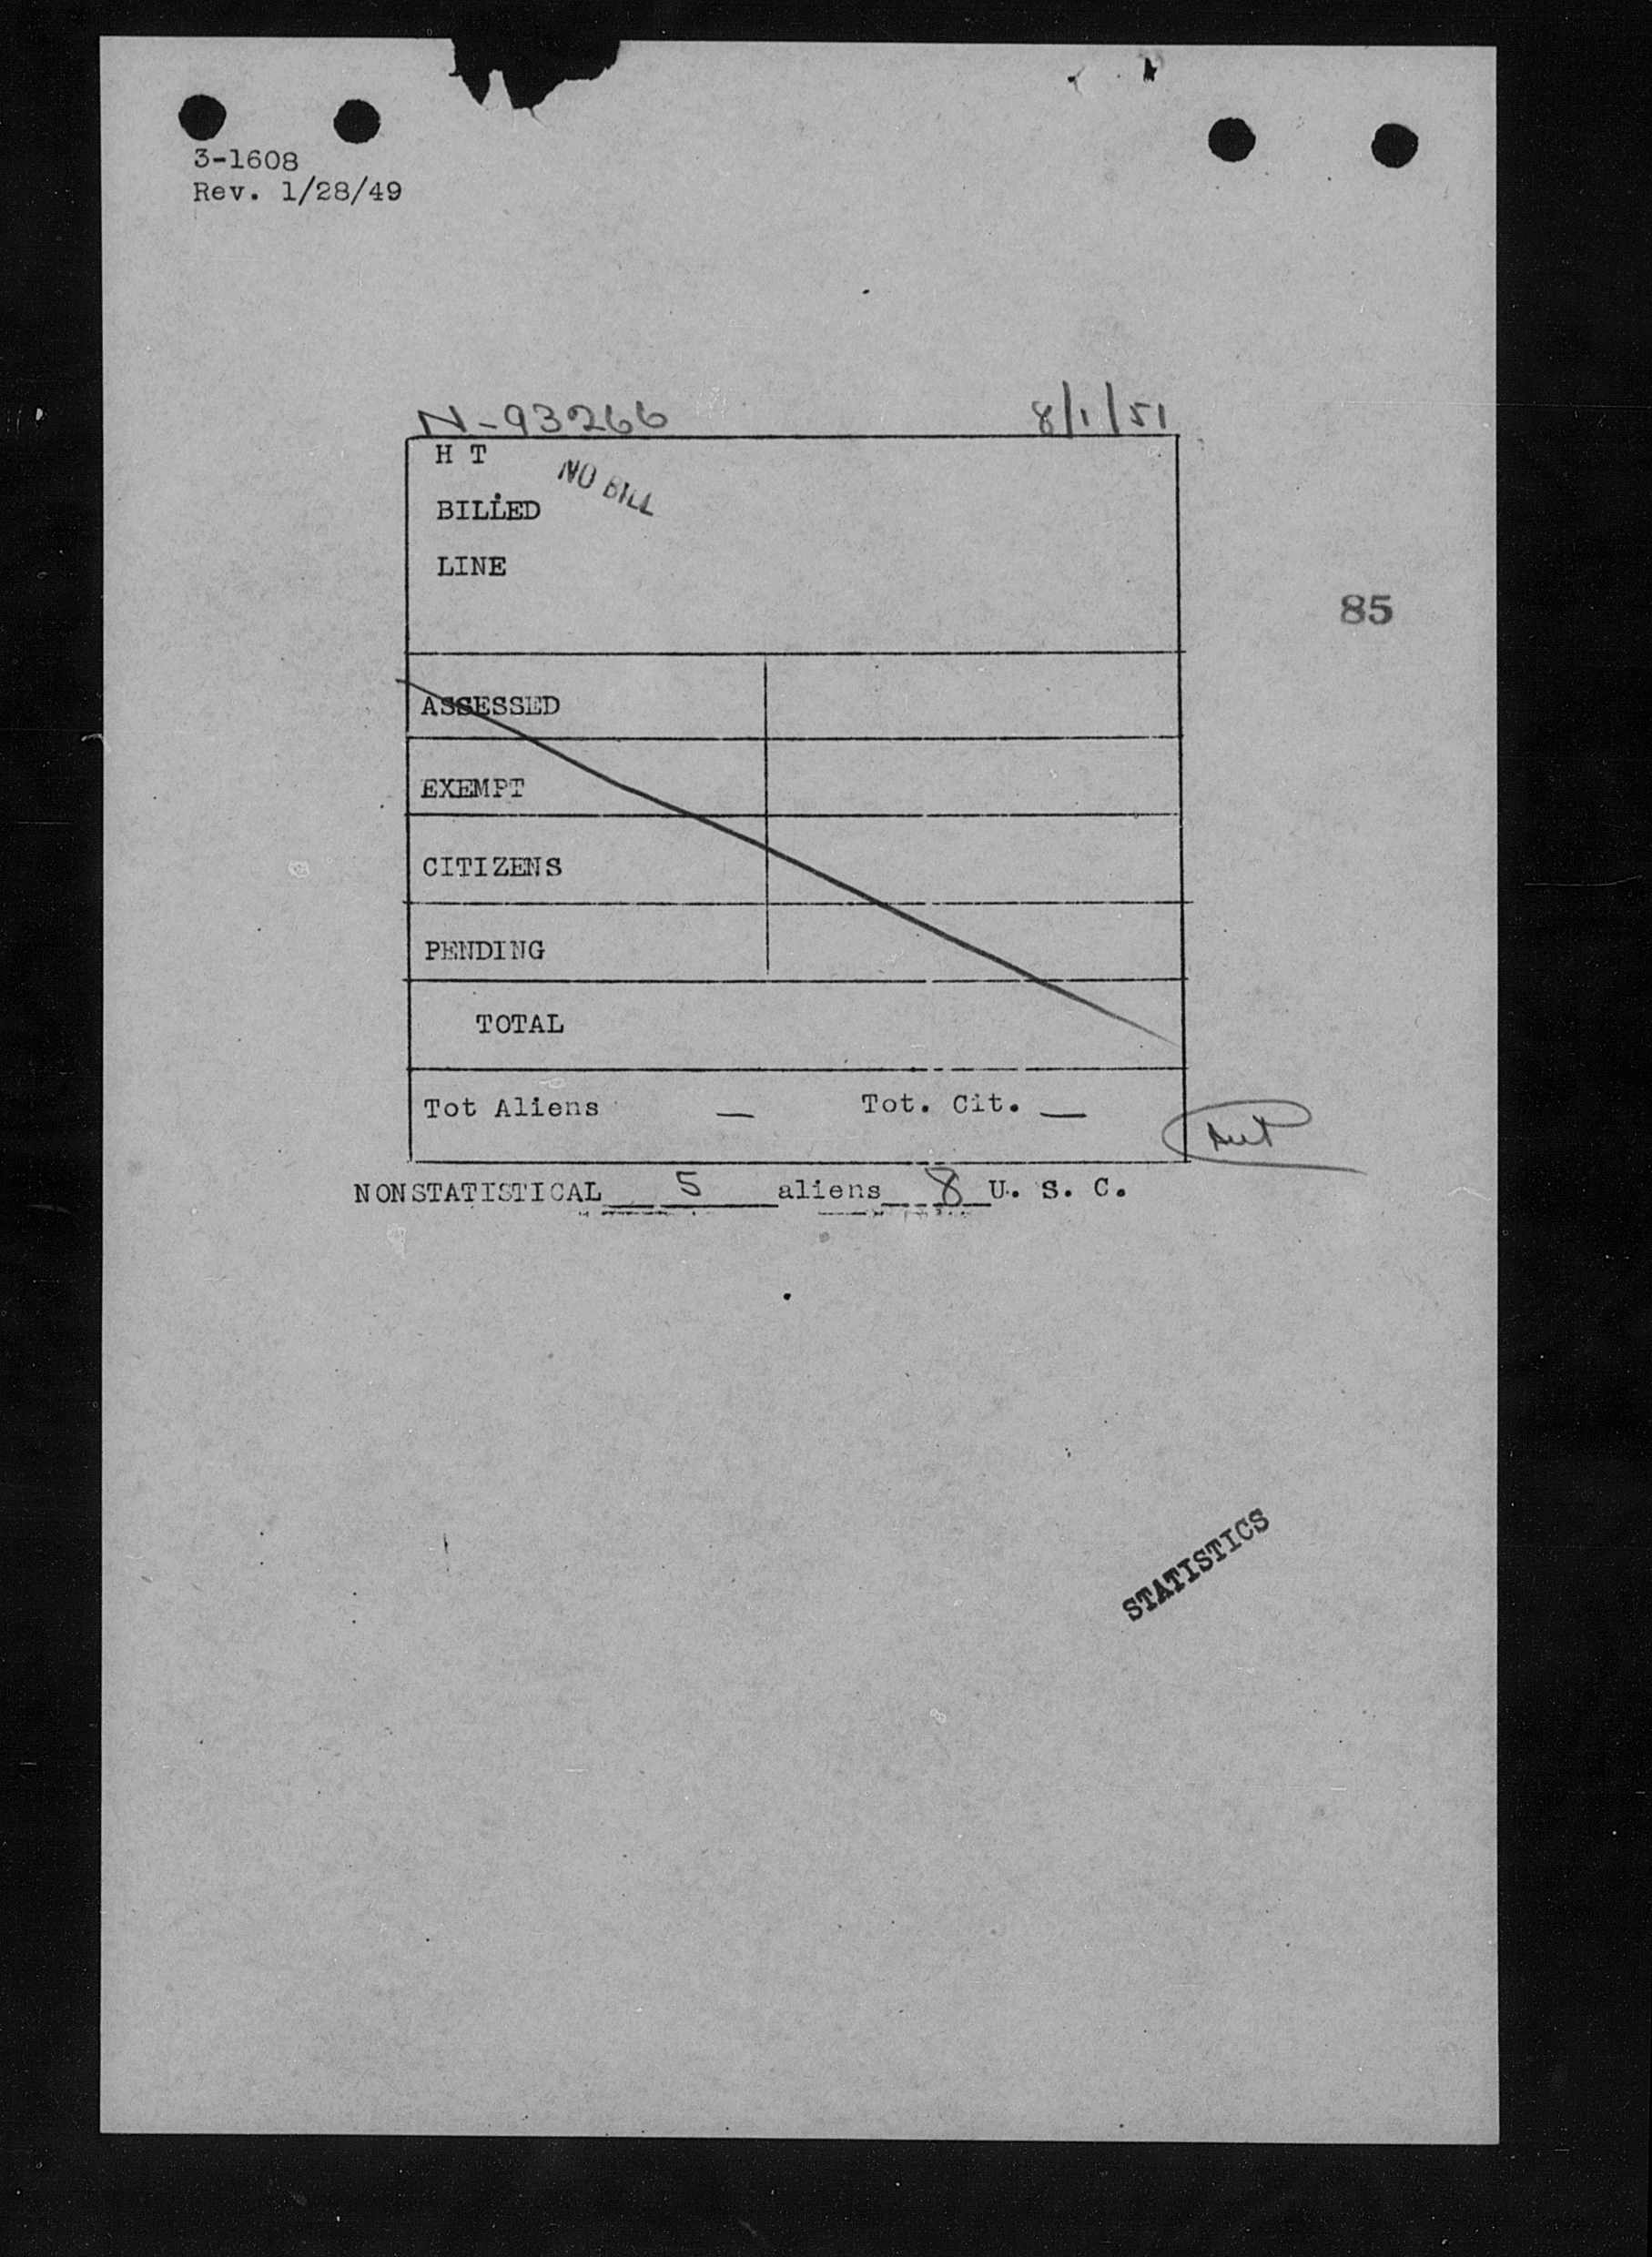 3-1608
Rev. 1/28/49
N-93266 8/1/51
H T
NO BILL
BILLED
LINE
85
ASSESSED
EXEMPT
CITIZENS
PENDING
TOTAL
Tot Aliens — Tot. Cit. —
NONSTATISTICAL 5 aliens 8 U. S. C.
STATISTICS